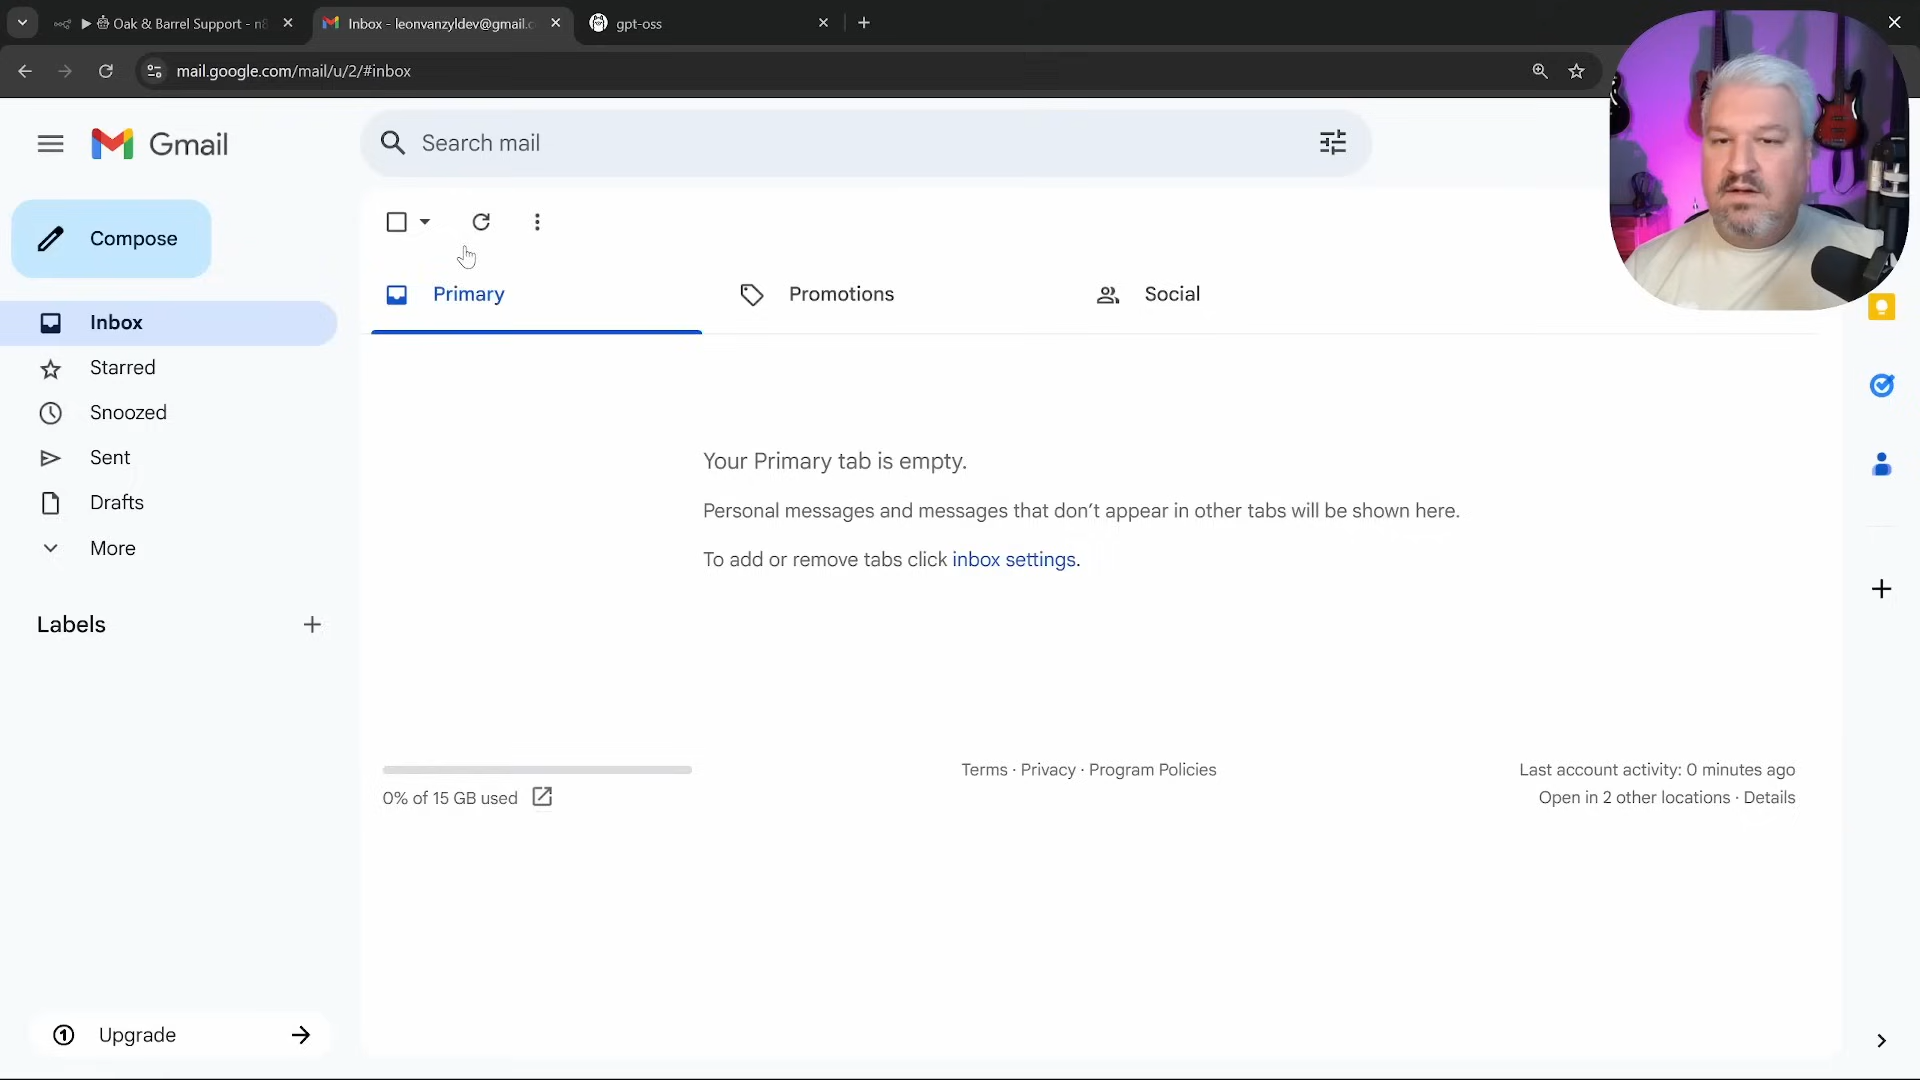 Oak & Barrel Support - n8
Inbox - leonvanzyldev@gmail.c
gpt-oss
mail.google.com/mail/u/2/#inbox
Gmail
Search mail
Compose
Primary
Promotions
Social
Inbox
Starred
Snoozed
Sent
Drafts
More
Labels
Your Primary tab is empty.
Personal messages and messages that don’t appear in other tabs will be shown here.
To add or remove tabs click inbox settings.
0% of 15 GB used
Terms · Privacy · Program Policies
Last account activity: 0 minutes ago
Open in 2 other locations · Details
Upgrade